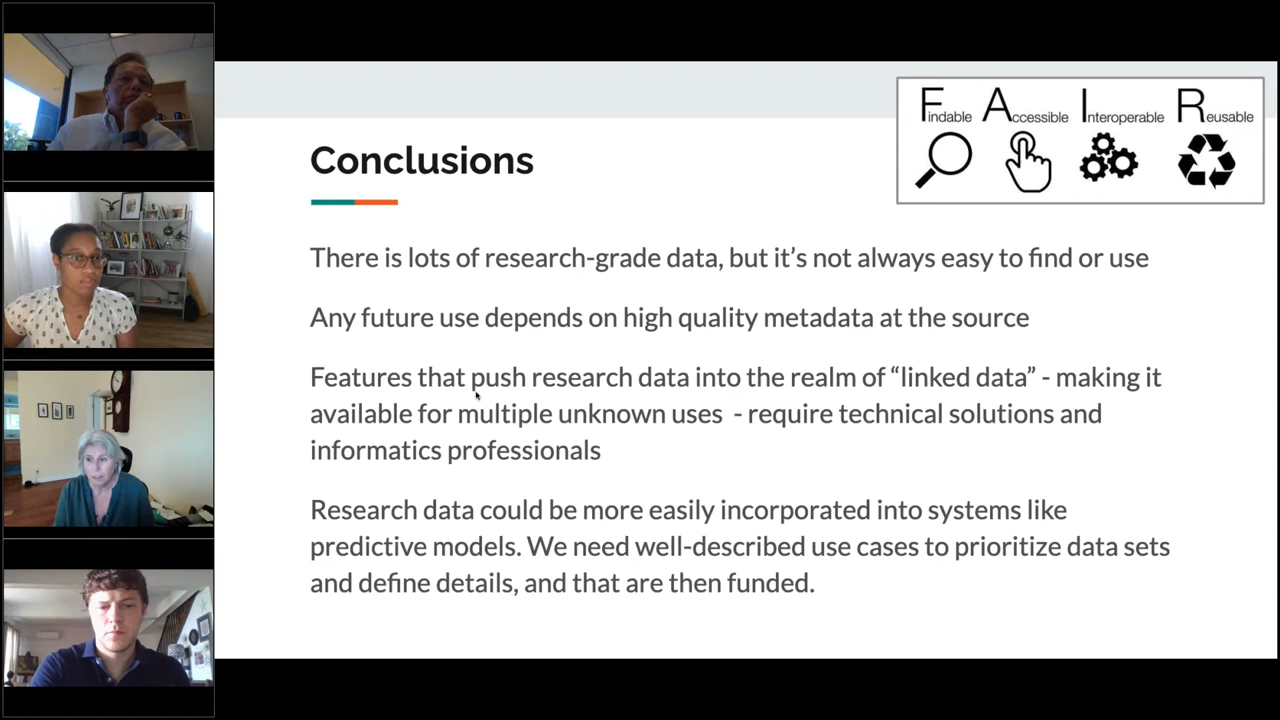 Findable Accessible Interoperable Reusable
Conclusions
There is lots of research-grade data, but it’s not always easy to find or use
Any future use depends on high quality metadata at the source
Features that push research data into the realm of “linked data” - making it
available for multiple unknown uses - require technical solutions and
informatics professionals
Research data could be more easily incorporated into systems like
predictive models. We need well-described use cases to prioritize data sets
and define details, and that are then funded.